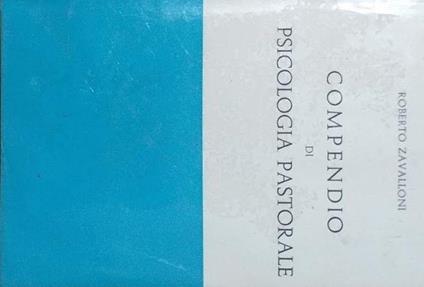 ROBERTO ZAVALLONI
COMPENDIO
DI
PSICOLOGIA PASTORALE